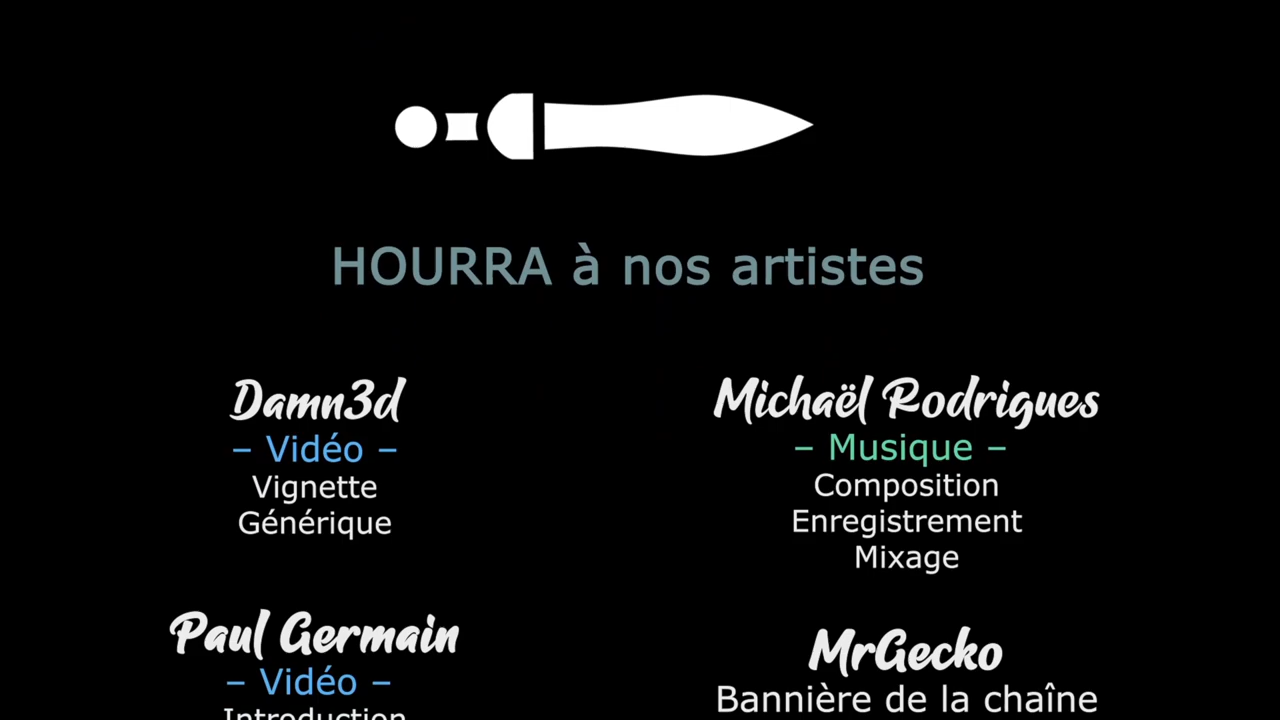 HOURRA à nos artistes
Damn3d
– Vidéo –
Vignette
Générique
Michaël Rodrigues
– Musique –
Composition
Enregistrement
Mixage
Paul Germain
– Vidéo –
Introduction
MrGecko
Bannière de la chaîne